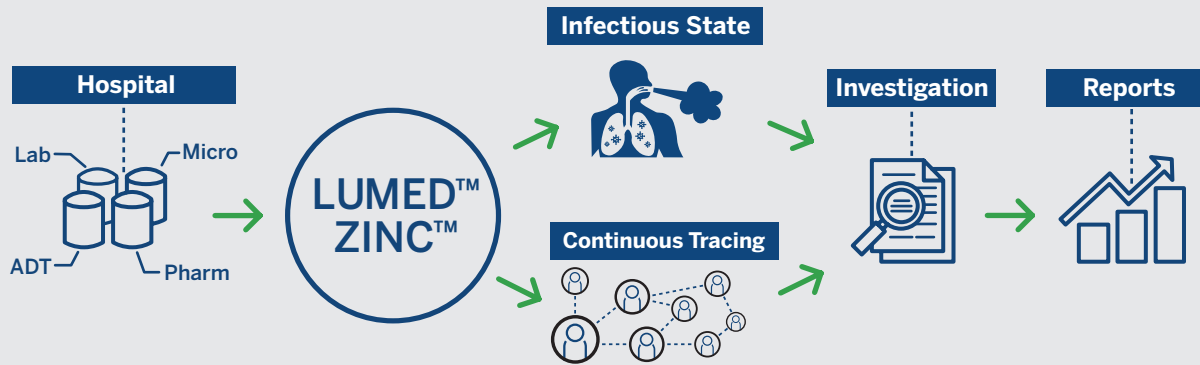 Hospital
Lab
Micro
ADT
Pharm
LUMED™
ZINC™
Infectious State
Continuous Tracing
Investigation
Reports